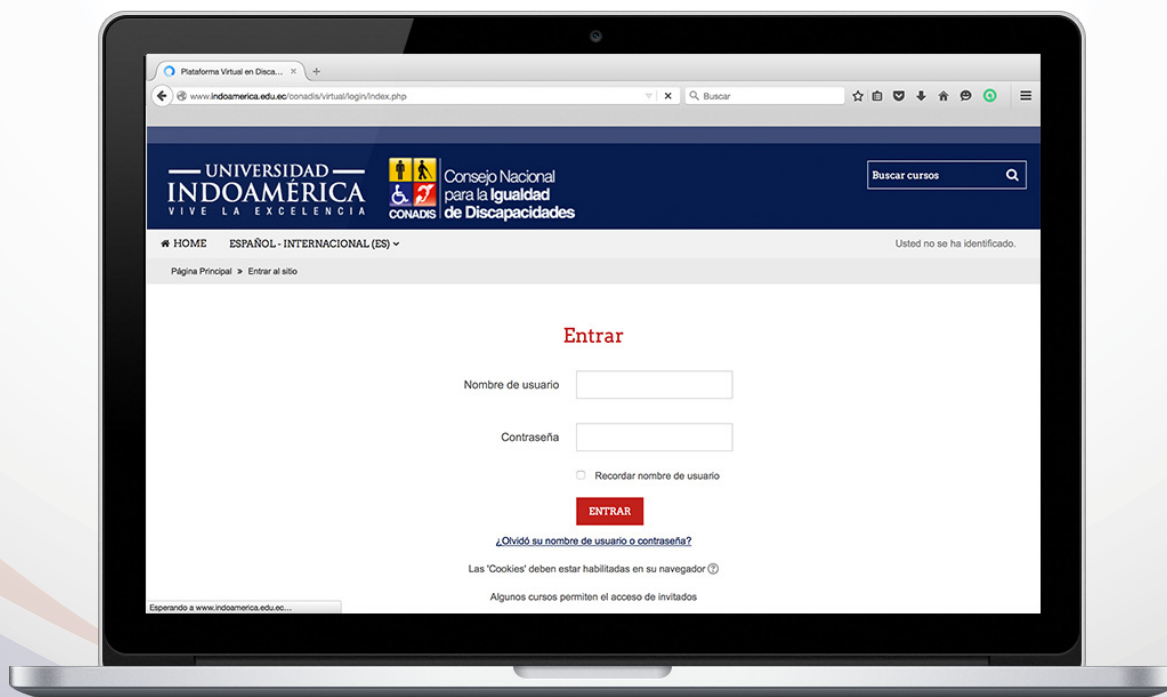 Plataforma Virtual en Disca...
www.indoamerica.edu.ec/conadis/virtual/login/index.php
Buscar
UNIVERSIDAD
INDOAMÉRICA
VIVE LA EXCELENCIA
CONADIS
Consejo Nacional
para la Igualdad
de Discapacidades
Buscar cursos
HOME ESPAÑOL - INTERNACIONAL (ES)
Usted no se ha identificado.
Página Principal » Entrar al sitio
Entrar
Nombre de usuario
Contraseña
Recordar nombre de usuario
ENTRAR
¿Olvidó su nombre de usuario o contraseña?
Las 'Cookies' deben estar habilitadas en su navegador
Algunos cursos permiten el acceso de invitados
Esperando a www.indoamerica.edu.ec...